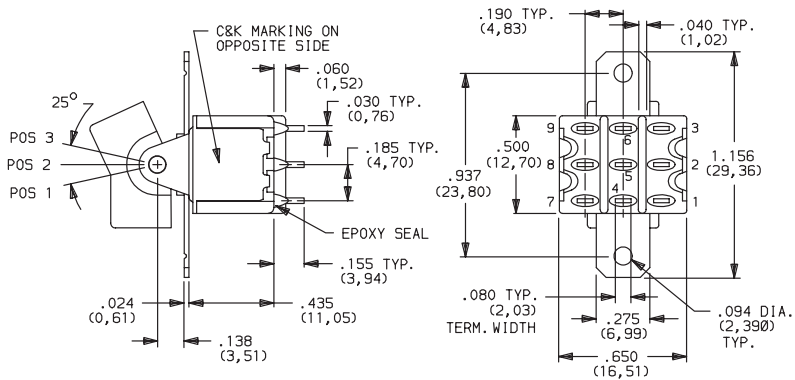 C&K MARKING ON
OPPOSITE SIDE
.060
(1,52)
.030 TYP.
(0,76)
25°
POS 3
POS 2
POS 1
.185 TYP.
(4,70)
EPOXY SEAL
.155 TYP.
(3,94)
.024
(0,61)
.435
(11,05)
.138
(3,51)
.190 TYP.
(4,83)
.040 TYP.
(1,02)
9
6
3
8
5
2
7
4
1
.500
(12,70)
.937
(23,80)
1.156
(29,36)
.080 TYP.
(2,03)
TERM. WIDTH
.275
(6,99)
.094 DIA.
(2,390)
TYP.
.650
(16,51)